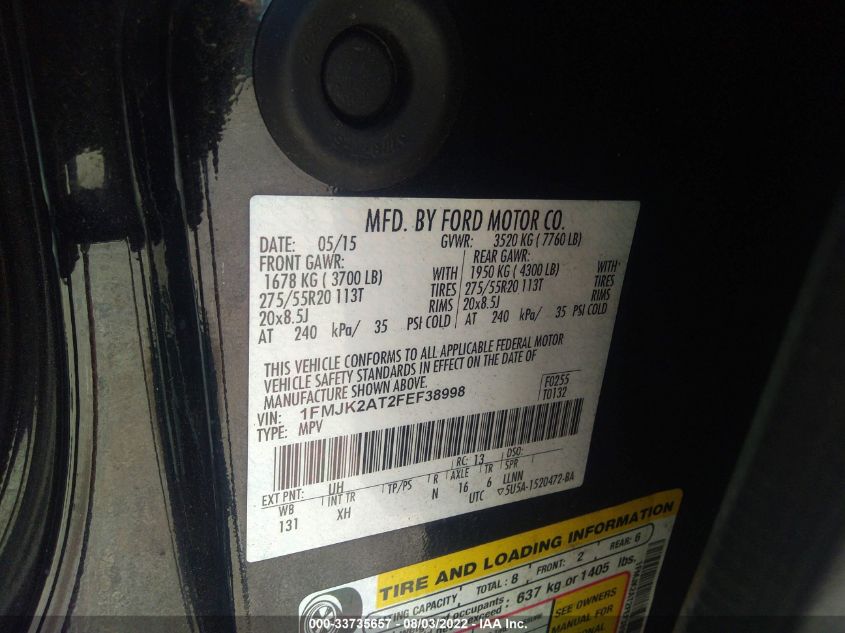 MFD. BY FORD MOTOR CO.
DATE: 05/15 GVWR: 3520 KG ( 7760 LB)
FRONT GAWR: REAR GAWR:
1678 KG ( 3700 LB) WITH 1950 KG ( 4300 LB) WITH
275/55R20 113T TIRES 275/55R20 113T TIRES
20x8.5J RIMS 20x8.5J RIMS
AT 240 kPa/ 35 PSI COLD AT 240 kPa/ 35 PSI COLD
THIS VEHICLE CONFORMS TO ALL APPLICABLE FEDERAL MOTOR
VEHICLE SAFETY STANDARDS IN EFFECT ON THE DATE OF
MANUFACTURE SHOWN ABOVE.
VIN: 1FMJK2AT2FEF38998 F0255
TYPE: MPV T0132
EXT PNT: UH RC: 13 DSO:
WB INT TR TP/PS R AXLE TR SPR
131 XH N 16 6 LLNN
UTC ▽5U5A-1520472-BA
TIRE AND LOADING INFORMATION
SEATING CAPACITY TOTAL: 8 FRONT: 2 REAR: 6
occupants 637 kg or 1405 lbs.
SEE OWNERS
MANUAL FOR
000-33735657 - 08/03/2022 - IAA Inc.